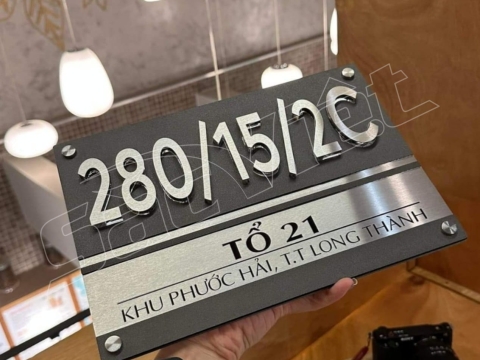 280/15/2C
TỔ 21
KHU PHƯỚC HẢI, T.T LONG THÀNH